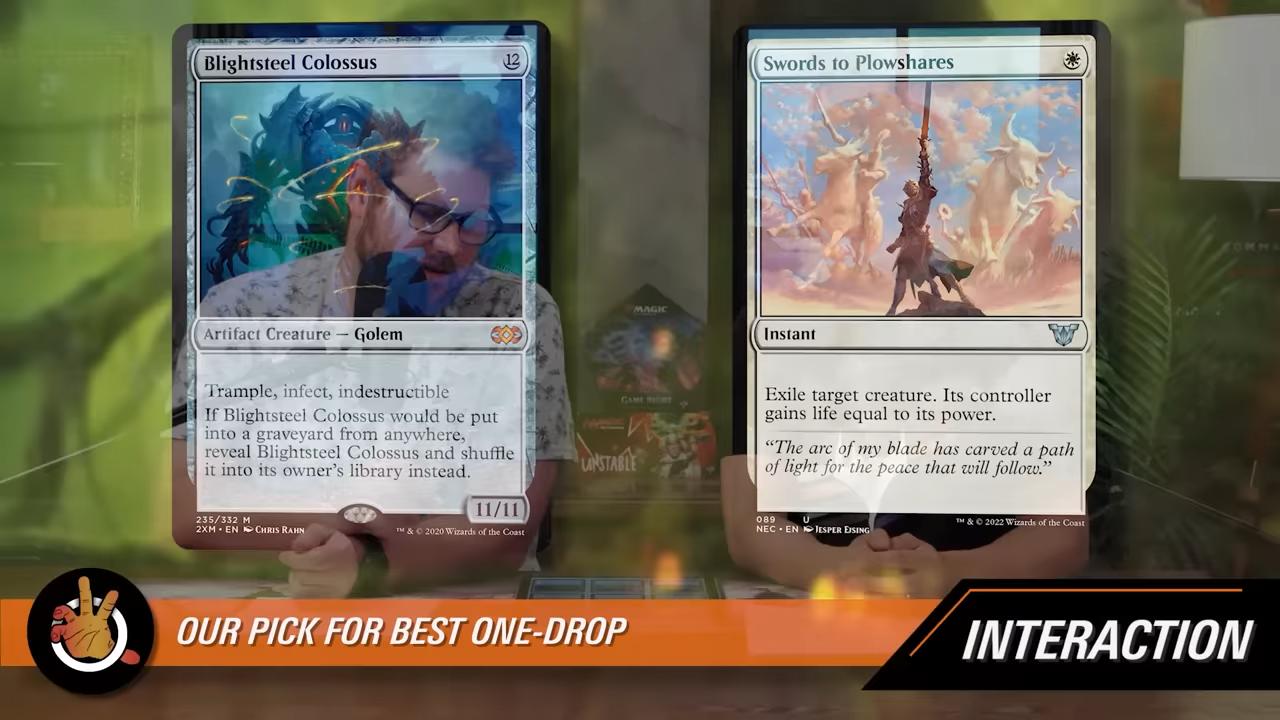 Blightsteel Colossus
12
Artifact Creature — Golem
Trample, infect, indestructible
If Blightsteel Colossus would be put
into a graveyard from anywhere,
reveal Blightsteel Colossus and shuffle
it into its owner's library instead.
11/11
235/332 M
2XM • EN CHRIS RAHN
™ & © 2020 Wizards of the Coast
Swords to Plowshares
Instant
Exile target creature. Its controller
gains life equal to its power.
“The arc of my blade has carved a path
of light for the peace that will follow.”
089 U
NEC • EN JESPER EJSING
™ & © 2022 Wizards of the Coast
MAGIC
GAME NIGHT
UNSTABLE
OUR PICK FOR BEST ONE-DROP
INTERACTION